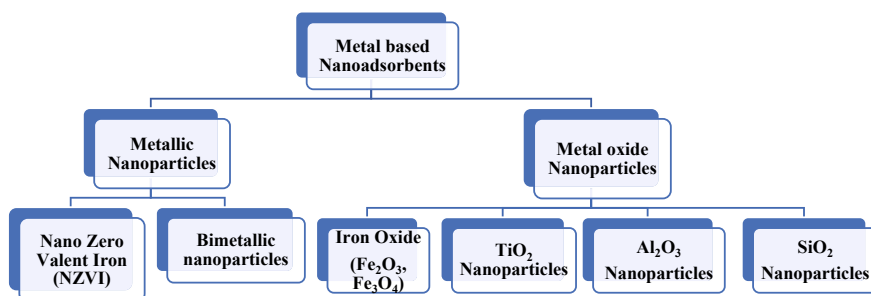 Metal based
Nanoadsorbents
Metallic
Nanoparticles
Metal oxide
Nanoparticles
Nano Zero
Valent Iron
(NZVI)
Bimetallic
nanoparticles
Iron Oxide
(Fe₂O₃,
Fe₃O₄)
TiO₂
Nanoparticles
Al₂O₃
Nanoparticles
SiO₂
Nanoparticles